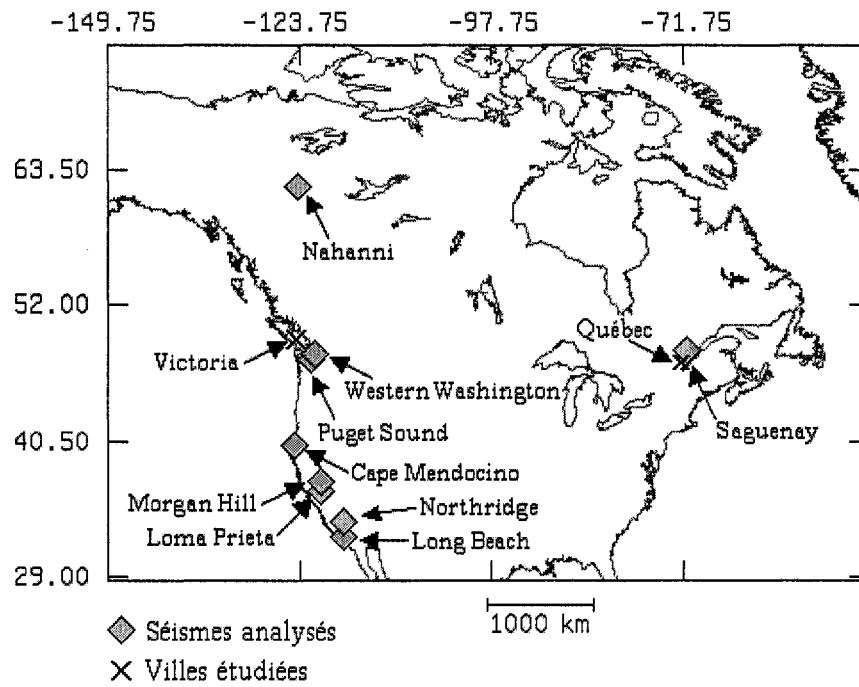 -149.75 -123.75 -97.75 -71.75
63.50
Nahanni
52.00
Québec
Victoria
Western Washington
Puget Sound
Saguenay
40.50
Cape Mendocino
Morgan Hill
Northridge
Loma Prieta
Long Beach
29.00
1000 km
Séismes analysés
Villes étudiées